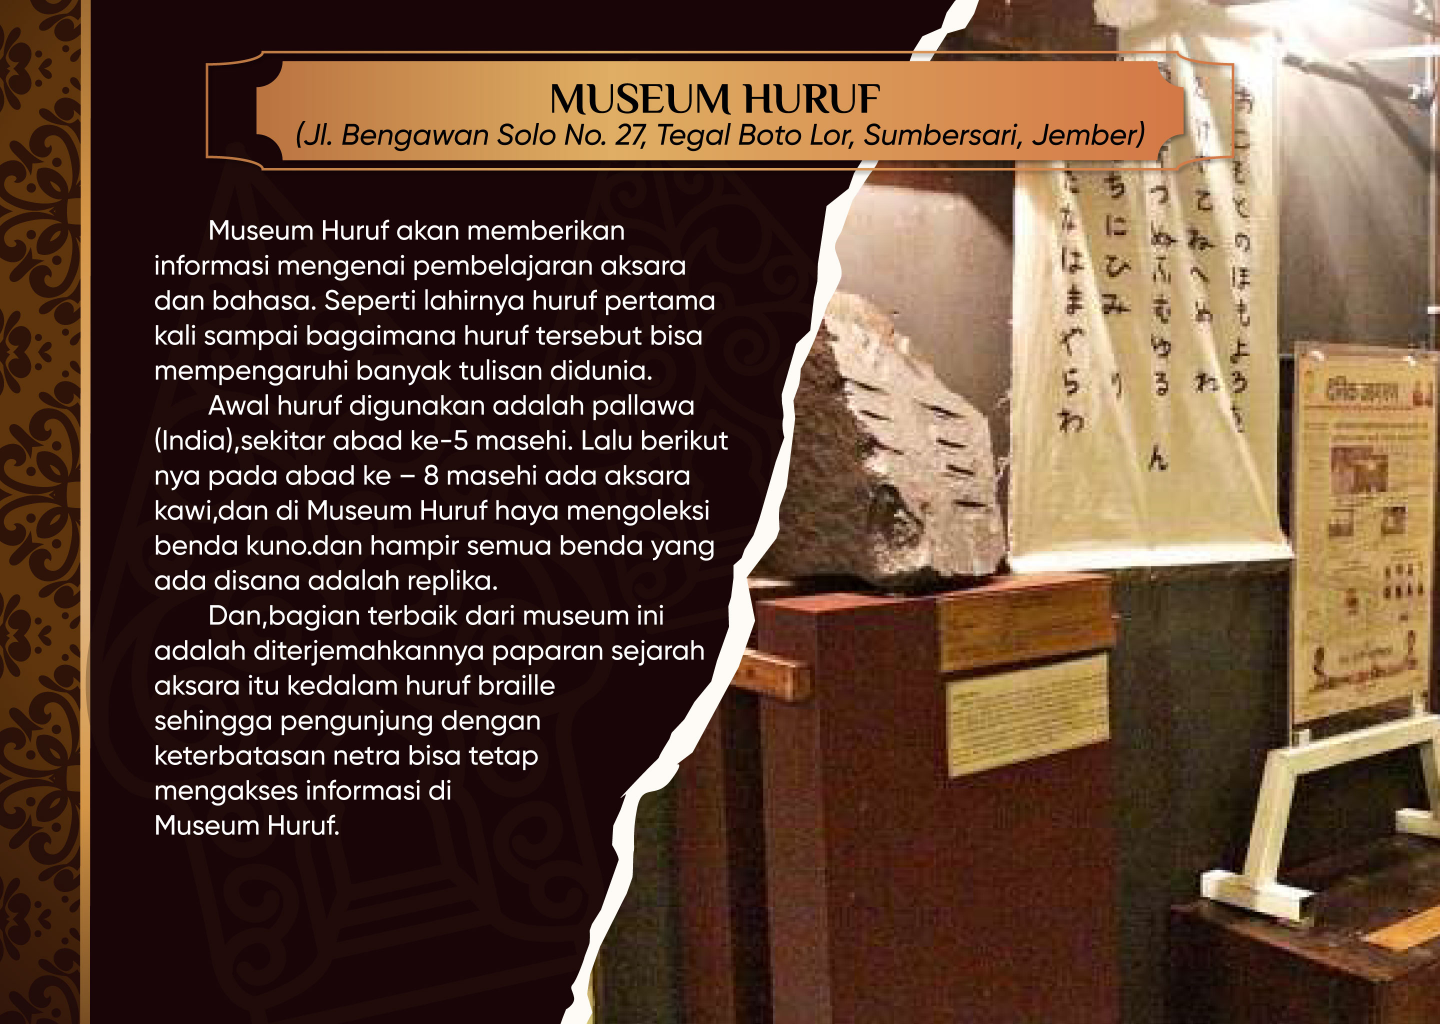 MUSEUM HURUF
(Jl. Bengawan Solo No. 27, Tegal Boto Lor, Sumbersari, Jember)
Museum Huruf akan memberikan
informasi mengenai pembelajaran aksara
dan bahasa. Seperti lahirnya huruf pertama
kali sampai bagaimana huruf tersebut bisa
mempengaruhi banyak tulisan didunia.
Awal huruf digunakan adalah pallawa
(India),sekitar abad ke-5 masehi. Lalu berikut
nya pada abad ke – 8 masehi ada aksara
kawi,dan di Museum Huruf haya mengoleksi
benda kuno.dan hampir semua benda yang
ada disana adalah replika.
Dan,bagian terbaik dari museum ini
adalah diterjemahkannya paparan sejarah
aksara itu kedalam huruf braille
sehingga pengunjung dengan
keterbatasan netra bisa tetap
mengakses informasi di
Museum Huruf.